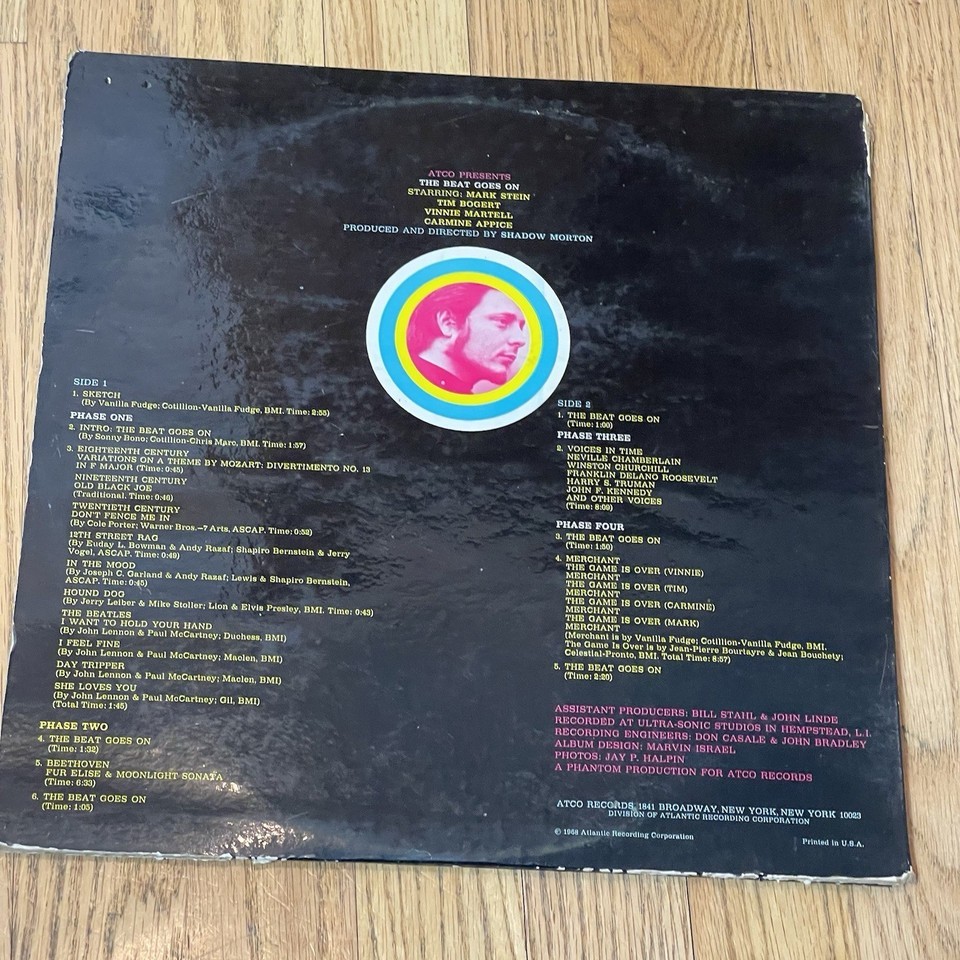 ATCO PRESENTS
THE BEAT GOES ON
STARRING: MARK STEIN
TIM BOGERT
VINNIE MARTELL
CARMINE APPICE
PRODUCED AND DIRECTED BY SHADOW MORTON
SIDE 1
1. SKETCH
(By Vanilla Fudge; Cotillion-Vanilla Fudge, BMI. Time: 2:55)
PHASE ONE
2. INTRO: THE BEAT GOES ON
(By Sonny Bono; Cotillion-Chris Marc, BMI. Time: 1:57)
3. EIGHTEENTH CENTURY
VARIATIONS ON A THEME BY MOZART: DIVERTIMENTO NO. 13
IN F MAJOR (Time: 0:45)
NINETEENTH CENTURY
OLD BLACK JOE
(Traditional. Time: 0:46)
TWENTIETH CENTURY
DON'T FENCE ME IN
(By Cole Porter; Warner Bros.–7 Arts, ASCAP. Time: 0:52)
12TH STREET RAG
(By Euday L. Bowman & Andy Razaf; Shapiro Bernstein & Jerry
Vogel, ASCAP. Time: 0:49)
IN THE MOOD
(By Joseph C. Garland & Andy Razaf; Lewis & Shapiro Bernstein,
ASCAP. Time: 0:45)
HOUND DOG
(By Jerry Leiber & Mike Stoller; Lion & Elvis Presley, BMI. Time: 0:43)
THE BEATLES
I WANT TO HOLD YOUR HAND
(By John Lennon & Paul McCartney; Duchess, BMI)
I FEEL FINE
(By John Lennon & Paul McCartney; Maclen, BMI)
DAY TRIPPER
(By John Lennon & Paul McCartney; Maclen, BMI)
SHE LOVES YOU
(By John Lennon & Paul McCartney; Gil, BMI)
(Total Time: 1:45)
PHASE TWO
4. THE BEAT GOES ON
(Time: 1:32)
5. BEETHOVEN
FUR ELISE & MOONLIGHT SONATA
(Time: 6:33)
6. THE BEAT GOES ON
(Time: 1:05)
SIDE 2
1. THE BEAT GOES ON
(Time: 1:00)
PHASE THREE
2. VOICES IN TIME
NEVILLE CHAMBERLAIN
WINSTON CHURCHILL
FRANKLIN DELANO ROOSEVELT
HARRY S. TRUMAN
JOHN F. KENNEDY
AND OTHER VOICES
(Time: 8:09)
PHASE FOUR
3. THE BEAT GOES ON
(Time: 1:50)
4. MERCHANT
THE GAME IS OVER (VINNIE)
MERCHANT
THE GAME IS OVER (TIM)
MERCHANT
THE GAME IS OVER (CARMINE)
MERCHANT
THE GAME IS OVER (MARK)
MERCHANT
(Merchant is by Vanilla Fudge; Cotillion-Vanilla Fudge, BMI.
The Game Is Over is by Jean-Pierre Bourtayre & Jean Bouchety;
Celestial-Pronto, BMI. Total Time: 8:57)
5. THE BEAT GOES ON
(Time: 2:20)
ASSISTANT PRODUCERS: BILL STAHL & JOHN LINDE
RECORDED AT ULTRA-SONIC STUDIOS IN HEMPSTEAD, L.I.
RECORDING ENGINEERS: DON CASALE & JOHN BRADLEY
ALBUM DESIGN: MARVIN ISRAEL
PHOTOS: JAY P. HALPIN
A PHANTOM PRODUCTION FOR ATCO RECORDS
ATCO RECORDS, 1841 BROADWAY, NEW YORK, NEW YORK 10023
DIVISION OF ATLANTIC RECORDING CORPORATION
© 1968 Atlantic Recording Corporation
Printed in U.S.A.